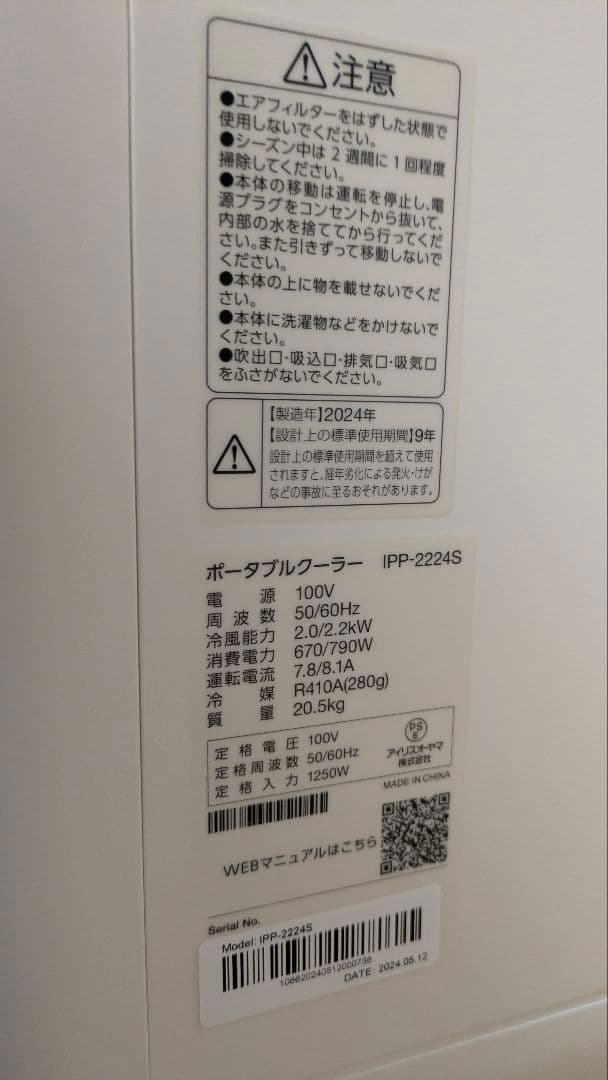 ⚠注意
●エアフィルターをはずした状態で
使用しないでください。
●シーズン中は2週間に1回程度
掃除してください。
●本体の移動は運転を停止し、電
源プラグをコンセントから抜いて、
内部の水を捨ててから行ってくだ
さい。また引きずって移動しないで
ください。
●本体の上に物を載せないでくだ
さい。
●本体に洗濯物などをかけないで
ください。
●吹出口・吸込口・排気口・吸気口
をふさがないでください。
【製造年】2024年
【設計上の標準使用期間】9年
設計上の標準使用期間を超えて使用
されますと、経年劣化による発火・けが
などの事故に至るおそれがあります。
ポータブルクーラー IPP-2224S
電源 100V
周波数 50/60Hz
冷風能力 2.0/2.2kW
消費電力 670/790W
運転電流 7.8/8.1A
冷媒 R410A(280g)
質量 20.5kg
定格電圧 100V
定格周波数 50/60Hz
定格入力 1250W
PS
E
アイリスオーヤマ
株式会社
MADE IN CHINA
WEBマニュアルはこちら
Serial No.
Model: IPP-2224S
106620240512000736
DATE: 2024.05.12